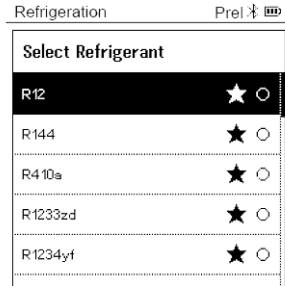 Refrigeration Prel
Select Refrigerant
R12
R144
R410a
R1233zd
R1234yf